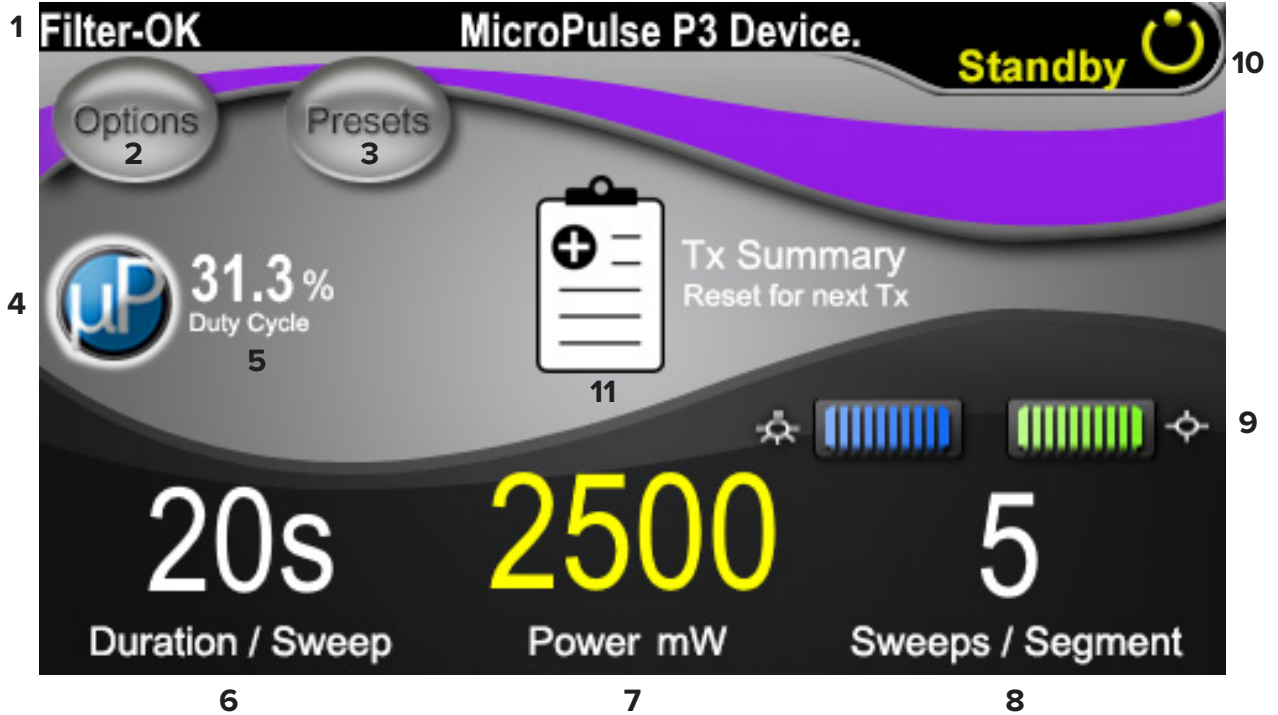 1 Filter-OK MicroPulse P3 Device.
Standby 10
Options Presets
2 3
4 µP 31.3 % Tx Summary
Duty Cycle Reset for next Tx
5
11
9
20s 2500 5
Duration / Sweep Power mW Sweeps / Segment
6 7 8